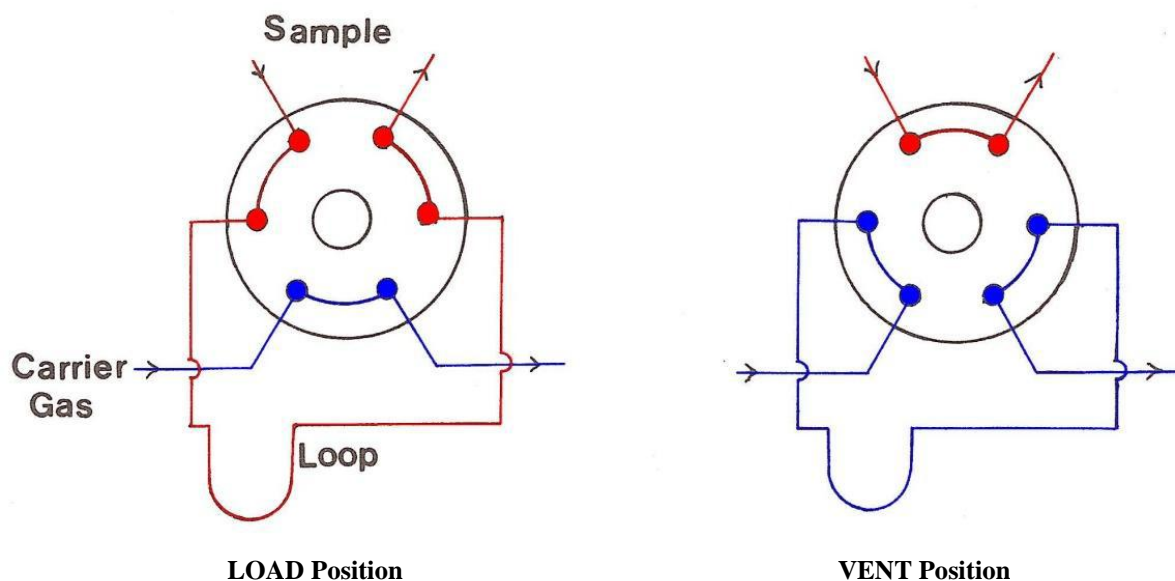 Sample
Carrier
Gas
Loop
LOAD Position
VENT Position